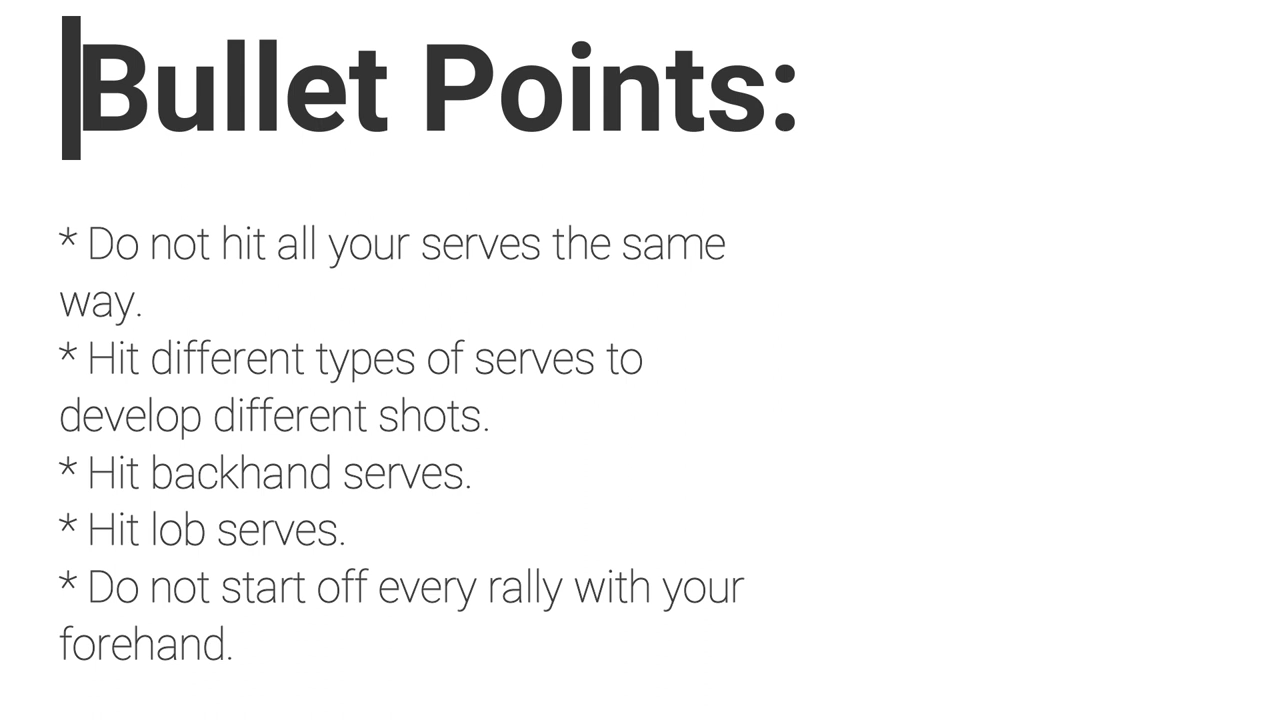 Bullet Points:
* Do not hit all your serves the same
way.
* Hit different types of serves to
develop different shots.
* Hit backhand serves.
* Hit lob serves.
* Do not start off every rally with your
forehand.